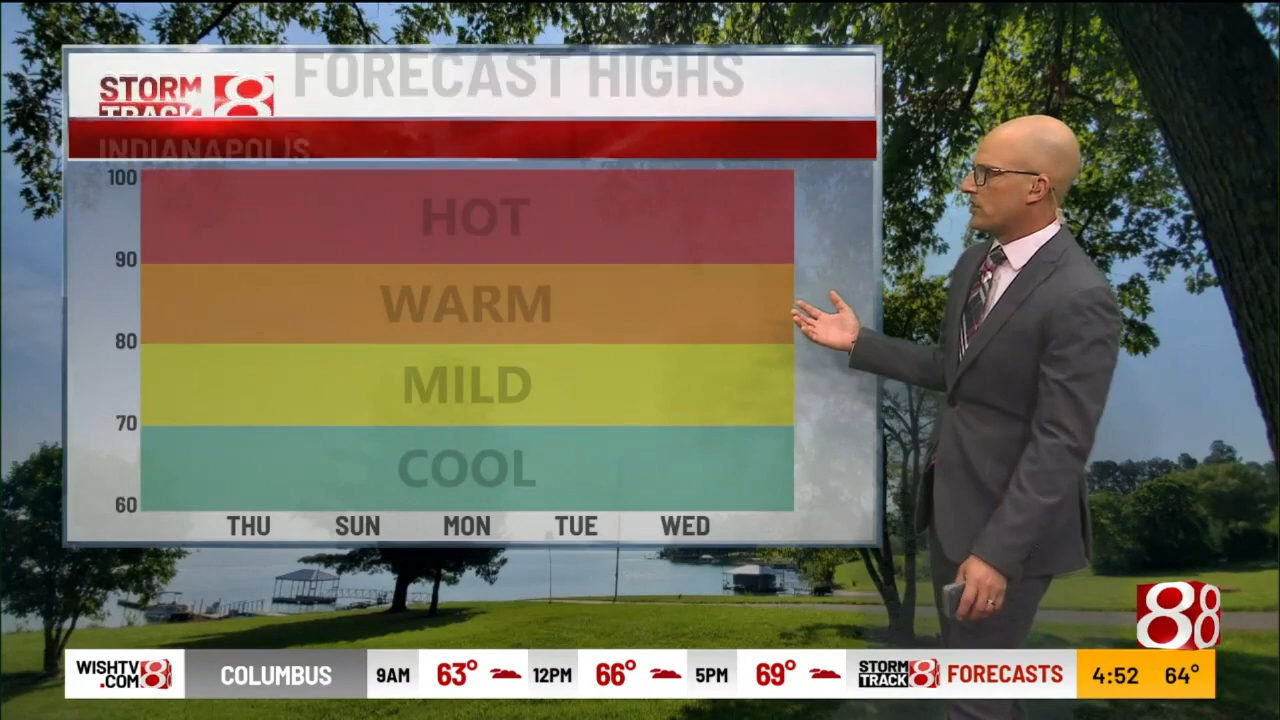 FORECAST HIGHS
STORM
TRACK 8
INDIANAPOLIS
100
HOT
90
WARM
80
MILD
70
COOL
60
THU SUN MON TUE WED
8 8
WISHTV
.COM 8
COLUMBUS
9AM 63° 12PM 66° 5PM 69°
STORM
TRACK 8 FORECASTS
4:52 64°